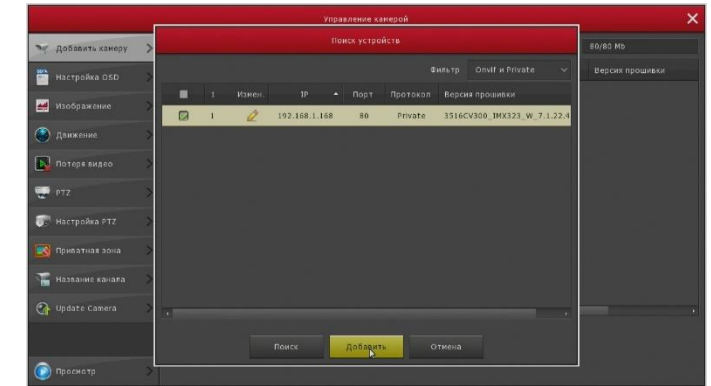 Управление камерой
Поиск устройств
80/80 Mb
Версия прошивки
Фильтр Onvif и Private
1 Измен. IP Порт Протокол Версия прошивки
1 192.168.1.168 80 Private 3516CV300_IMX323_W_7.1.22.4
Добавить камеру
Настройка OSD
Изображение
Движение
Потеря видео
PTZ
Настройка PTZ
Приватная зона
Название канала
Update Camera
Просмотр
Поиск Добавить Отмена